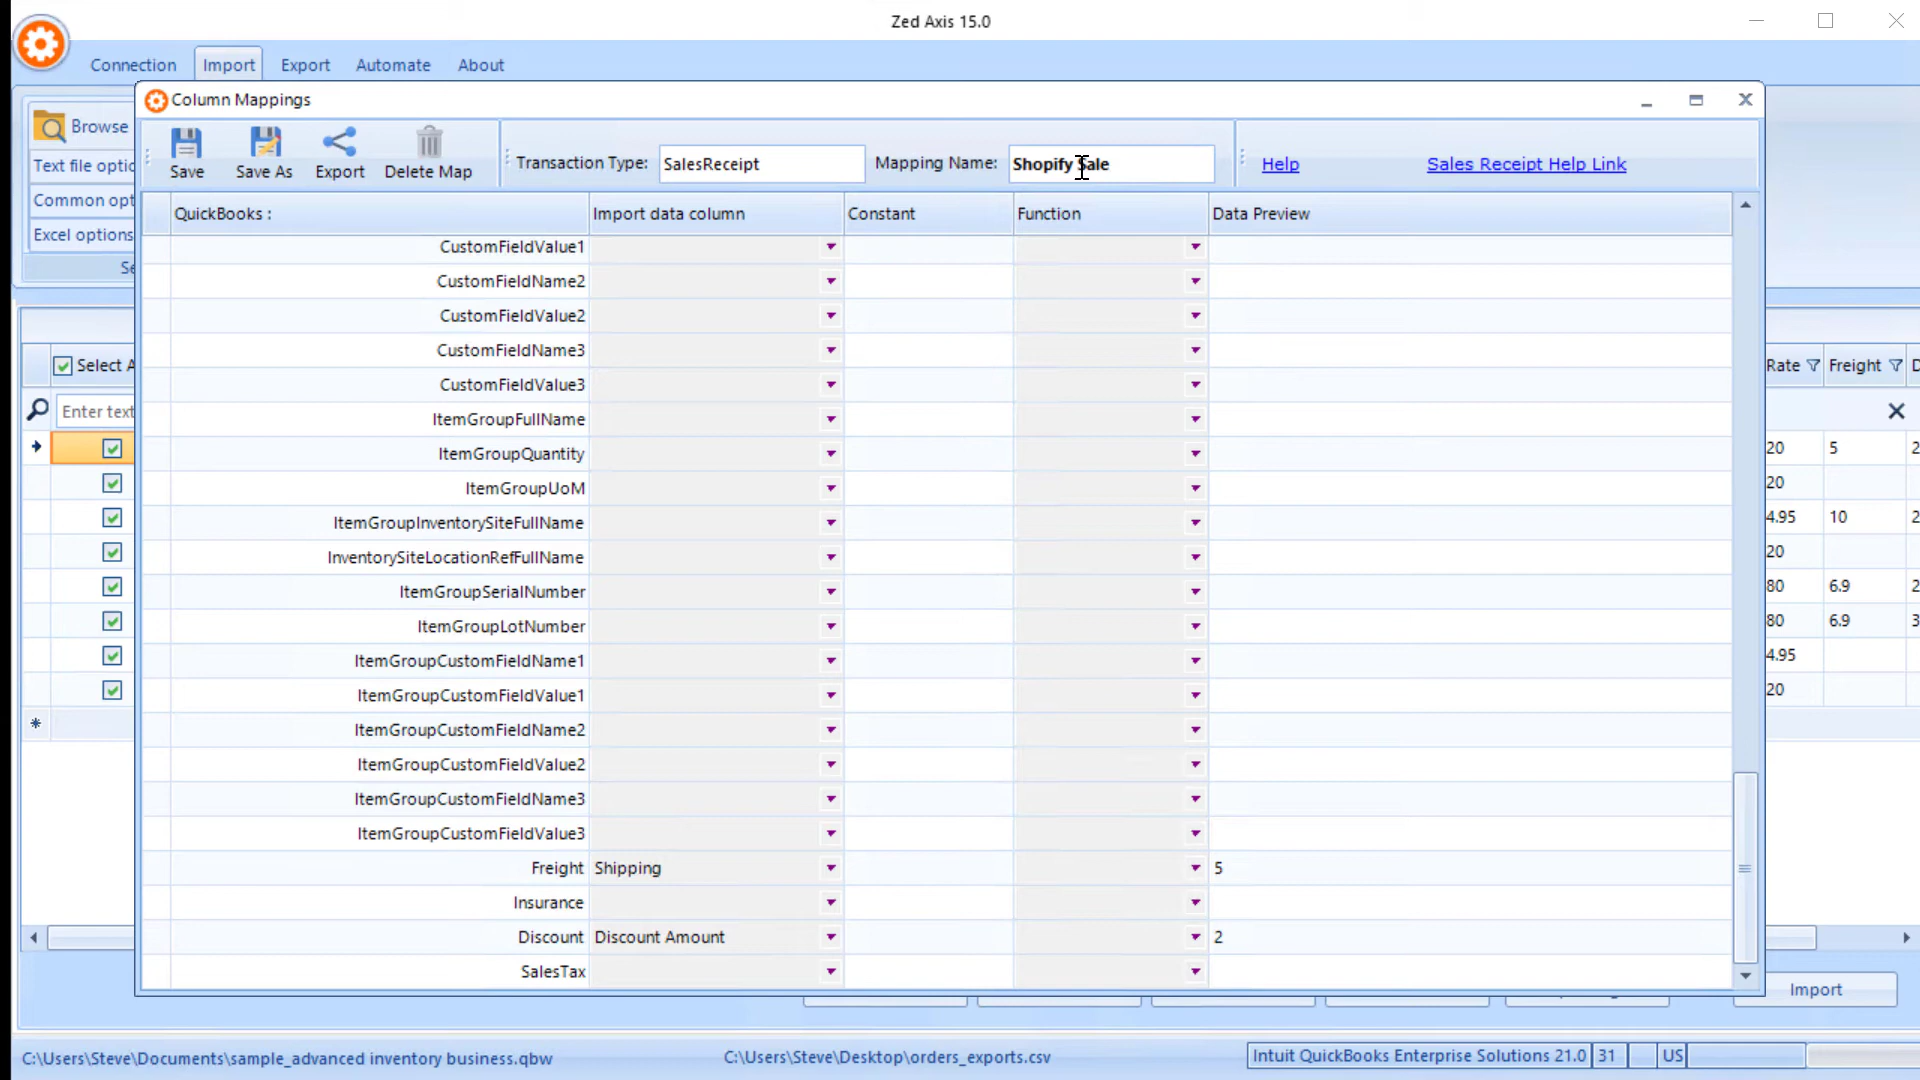 Zed Axis 15.0
Connection Import Export Automate About
Column Mappings
Browse
Text file optio
Common opt
Excel options
Se
Save Save As Export Delete Map
Transaction Type: SalesReceipt Mapping Name: Shopify Sale
Help Sales Receipt Help Link
QuickBooks : Import data column Constant Function Data Preview
CustomFieldValue1
CustomFieldName2
CustomFieldValue2
CustomFieldName3
CustomFieldValue3
ItemGroupFullName
ItemGroupQuantity
ItemGroupUoM
ItemGroupInventorySiteFullName
InventorySiteLocationRefFullName
ItemGroupSerialNumber
ItemGroupLotNumber
ItemGroupCustomFieldName1
ItemGroupCustomFieldValue1
ItemGroupCustomFieldName2
ItemGroupCustomFieldValue2
ItemGroupCustomFieldName3
ItemGroupCustomFieldValue3
Freight Shipping 5
Insurance
Discount Discount Amount 2
SalesTax
Select A
Enter text
Rate Freight D
20 5 2
20
4.95 10 2
20
80 6.9 2
80 6.9 3
4.95
20
Import
C:\Users\Steve\Documents\sample_advanced inventory business.qbw
C:\Users\Steve\Desktop\orders_exports.csv
Intuit QuickBooks Enterprise Solutions 21.0 31 US